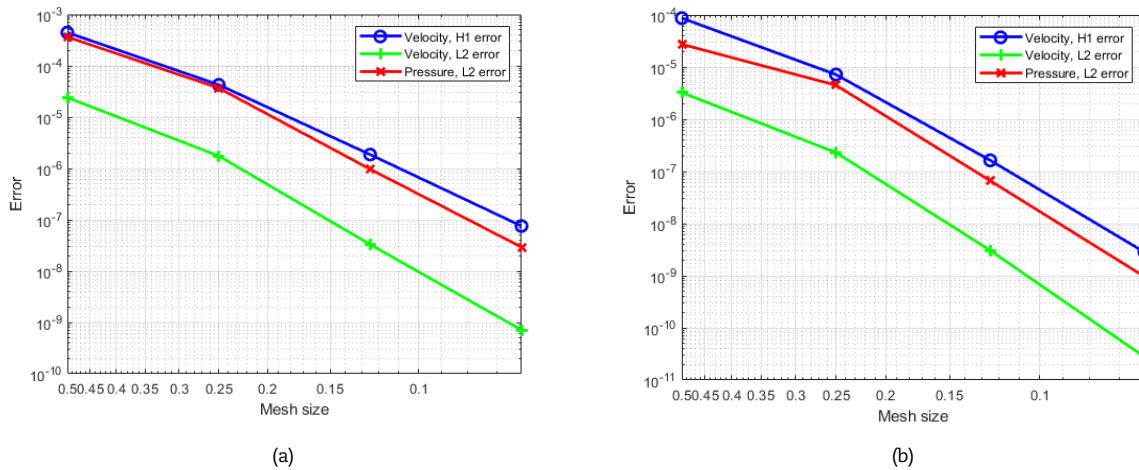 10^-3
10^-4
10^-5
10^-6
10^-7
10^-8
10^-9
10^-10
Error
Velocity, H1 error
Velocity, L2 error
Pressure, L2 error
0.5 0.45 0.4 0.35 0.3 0.25 0.2 0.15 0.1
Mesh size
(a)
10^-4
10^-5
10^-6
10^-7
10^-8
10^-9
10^-10
10^-11
Error
Velocity, H1 error
Velocity, L2 error
Pressure, L2 error
0.5 0.45 0.4 0.35 0.3 0.25 0.2 0.15 0.1
Mesh size
(b)